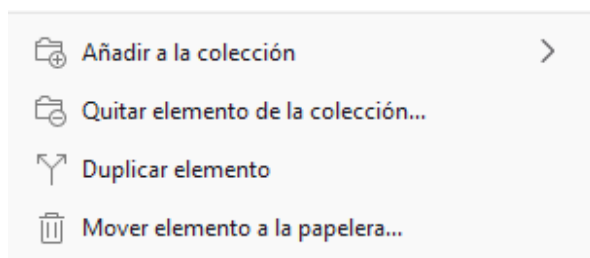 Añadir a la colección
Quitar elemento de la colección...
Duplicar elemento
Mover elemento a la papelera...